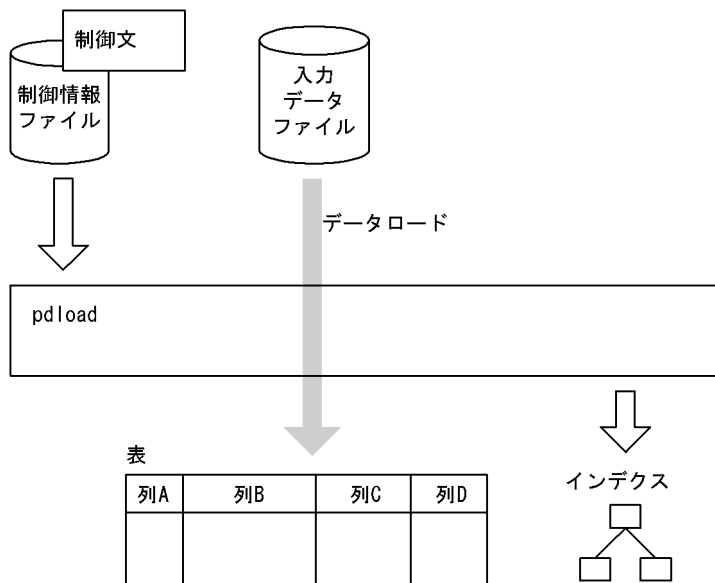 制御文
制御情報
ファイル
入力
データ
ファイル
データロード
pdload
表
列A
列B
列C
列D
インデクス